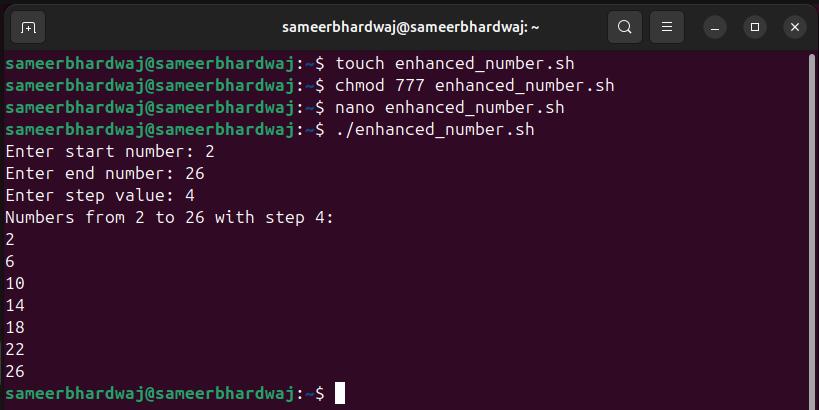 sameerbhardwaj@sameerbhardwaj: ~
sameerbhardwaj@sameerbhardwaj:~$ touch enhanced_number.sh
sameerbhardwaj@sameerbhardwaj:~$ chmod 777 enhanced_number.sh
sameerbhardwaj@sameerbhardwaj:~$ nano enhanced_number.sh
sameerbhardwaj@sameerbhardwaj:~$ ./enhanced_number.sh
Enter start number: 2
Enter end number: 26
Enter step value: 4
Numbers from 2 to 26 with step 4:
2
6
10
14
18
22
26
sameerbhardwaj@sameerbhardwaj:~$